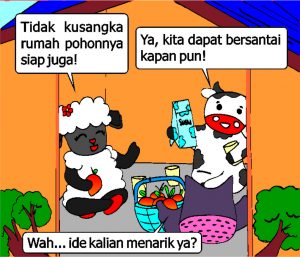 Tidak kusangka
rumah pohonnya
siap juga!
Ya, kita dapat bersantai
kapan pun!
Wah... ide kalian menarik ya?